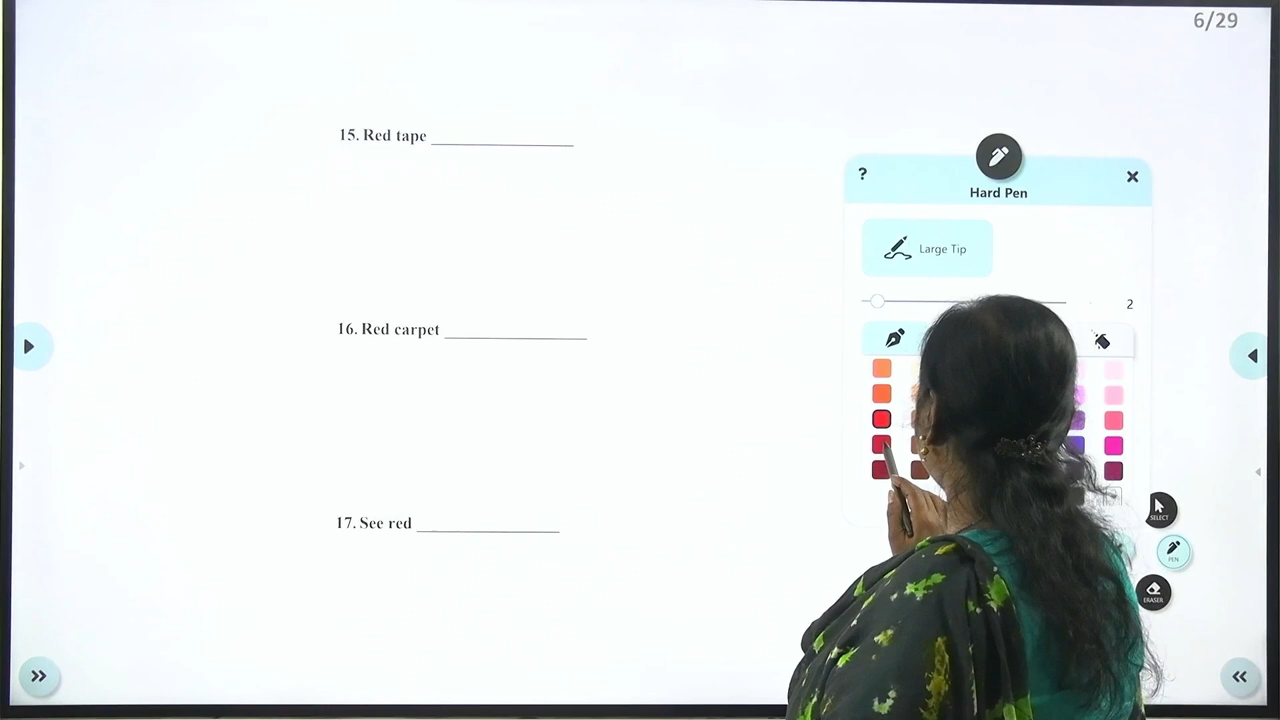 6/29
15. Red tape ________________
?
Hard Pen
Large Tip
2
16. Red carpet ________________
SELECT
17. See red ________________
PEN
ERASER